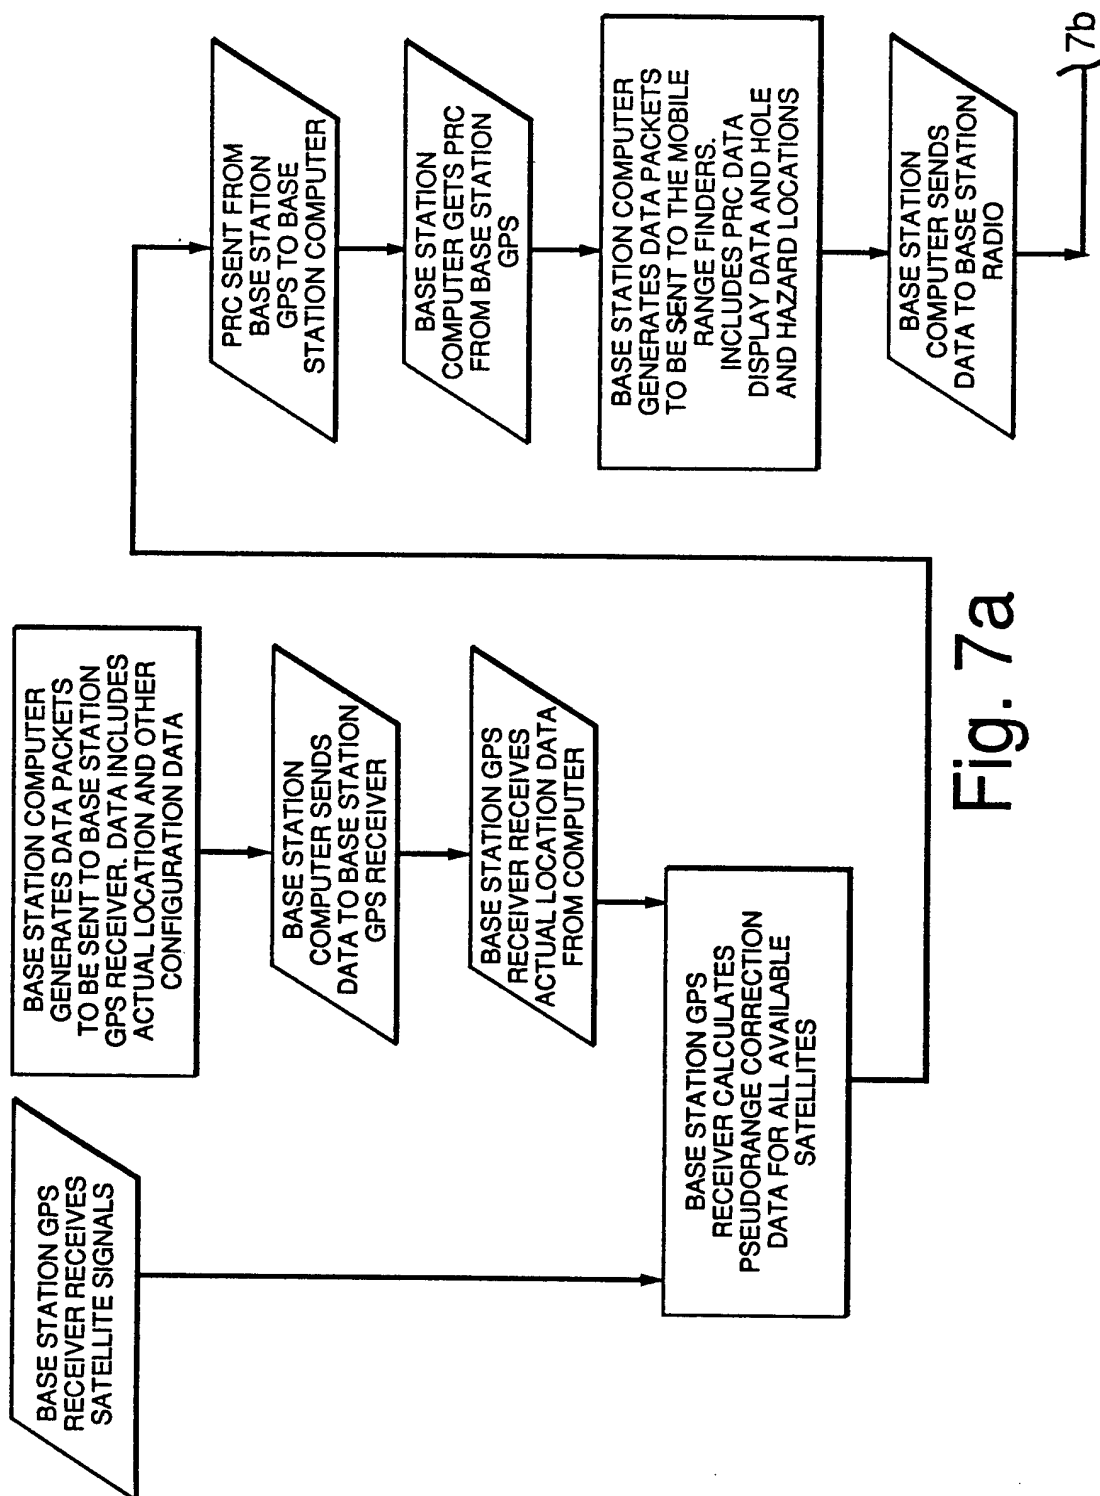 BASE STATION GPS
RECEIVER RECEIVES
SATELLITE SIGNALS
BASE STATION COMPUTER
GENERATES DATA PACKETS
TO BE SENT TO BASE STATION
GPS RECEIVER. DATA INCLUDES
ACTUAL LOCATION AND OTHER
CONFIGURATION DATA
BASE STATION
COMPUTER SENDS
DATA TO BASE STATION
GPS RECEIVER
BASE STATION GPS
RECEIVER RECEIVES
ACTUAL LOCATION DATA
FROM COMPUTER
BASE STATION GPS
RECEIVER CALCULATES
PSEUDORANGE CORRECTION
DATA FOR ALL AVAILABLE
SATELLITES
PRC SENT FROM
BASE STATION
GPS TO BASE
STATION COMPUTER
BASE STATION
COMPUTER GETS PRC
FROM BASE STATION
GPS
BASE STATION COMPUTER
GENERATES DATA PACKETS
TO BE SENT TO THE MOBILE
RANGE FINDERS.
INCLUDES PRC DATA
DISPLAY DATA AND HOLE
AND HAZARD LOCATIONS
BASE STATION
COMPUTER SENDS
DATA TO BASE STATION
RADIO
7b
Fig. 7a